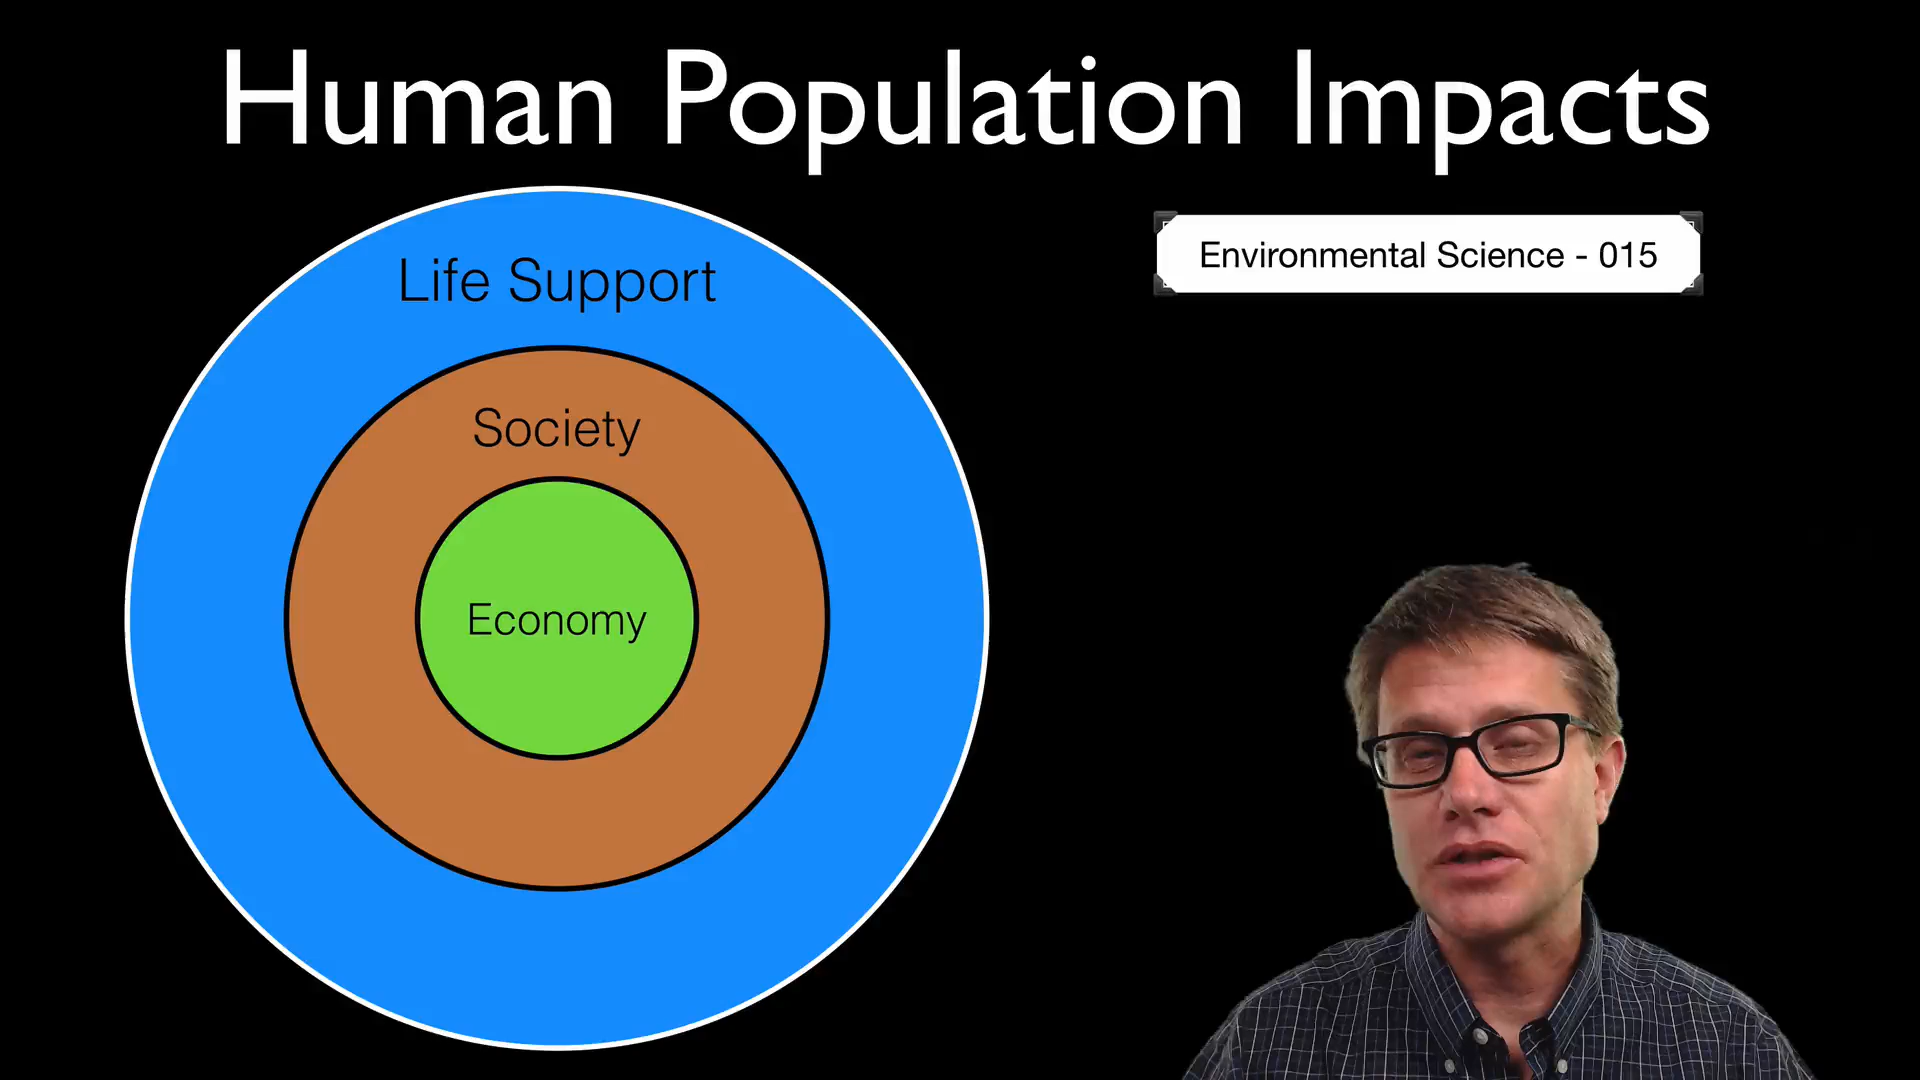 Human Population Impacts
Environmental Science - 015
Life Support
Society
Economy